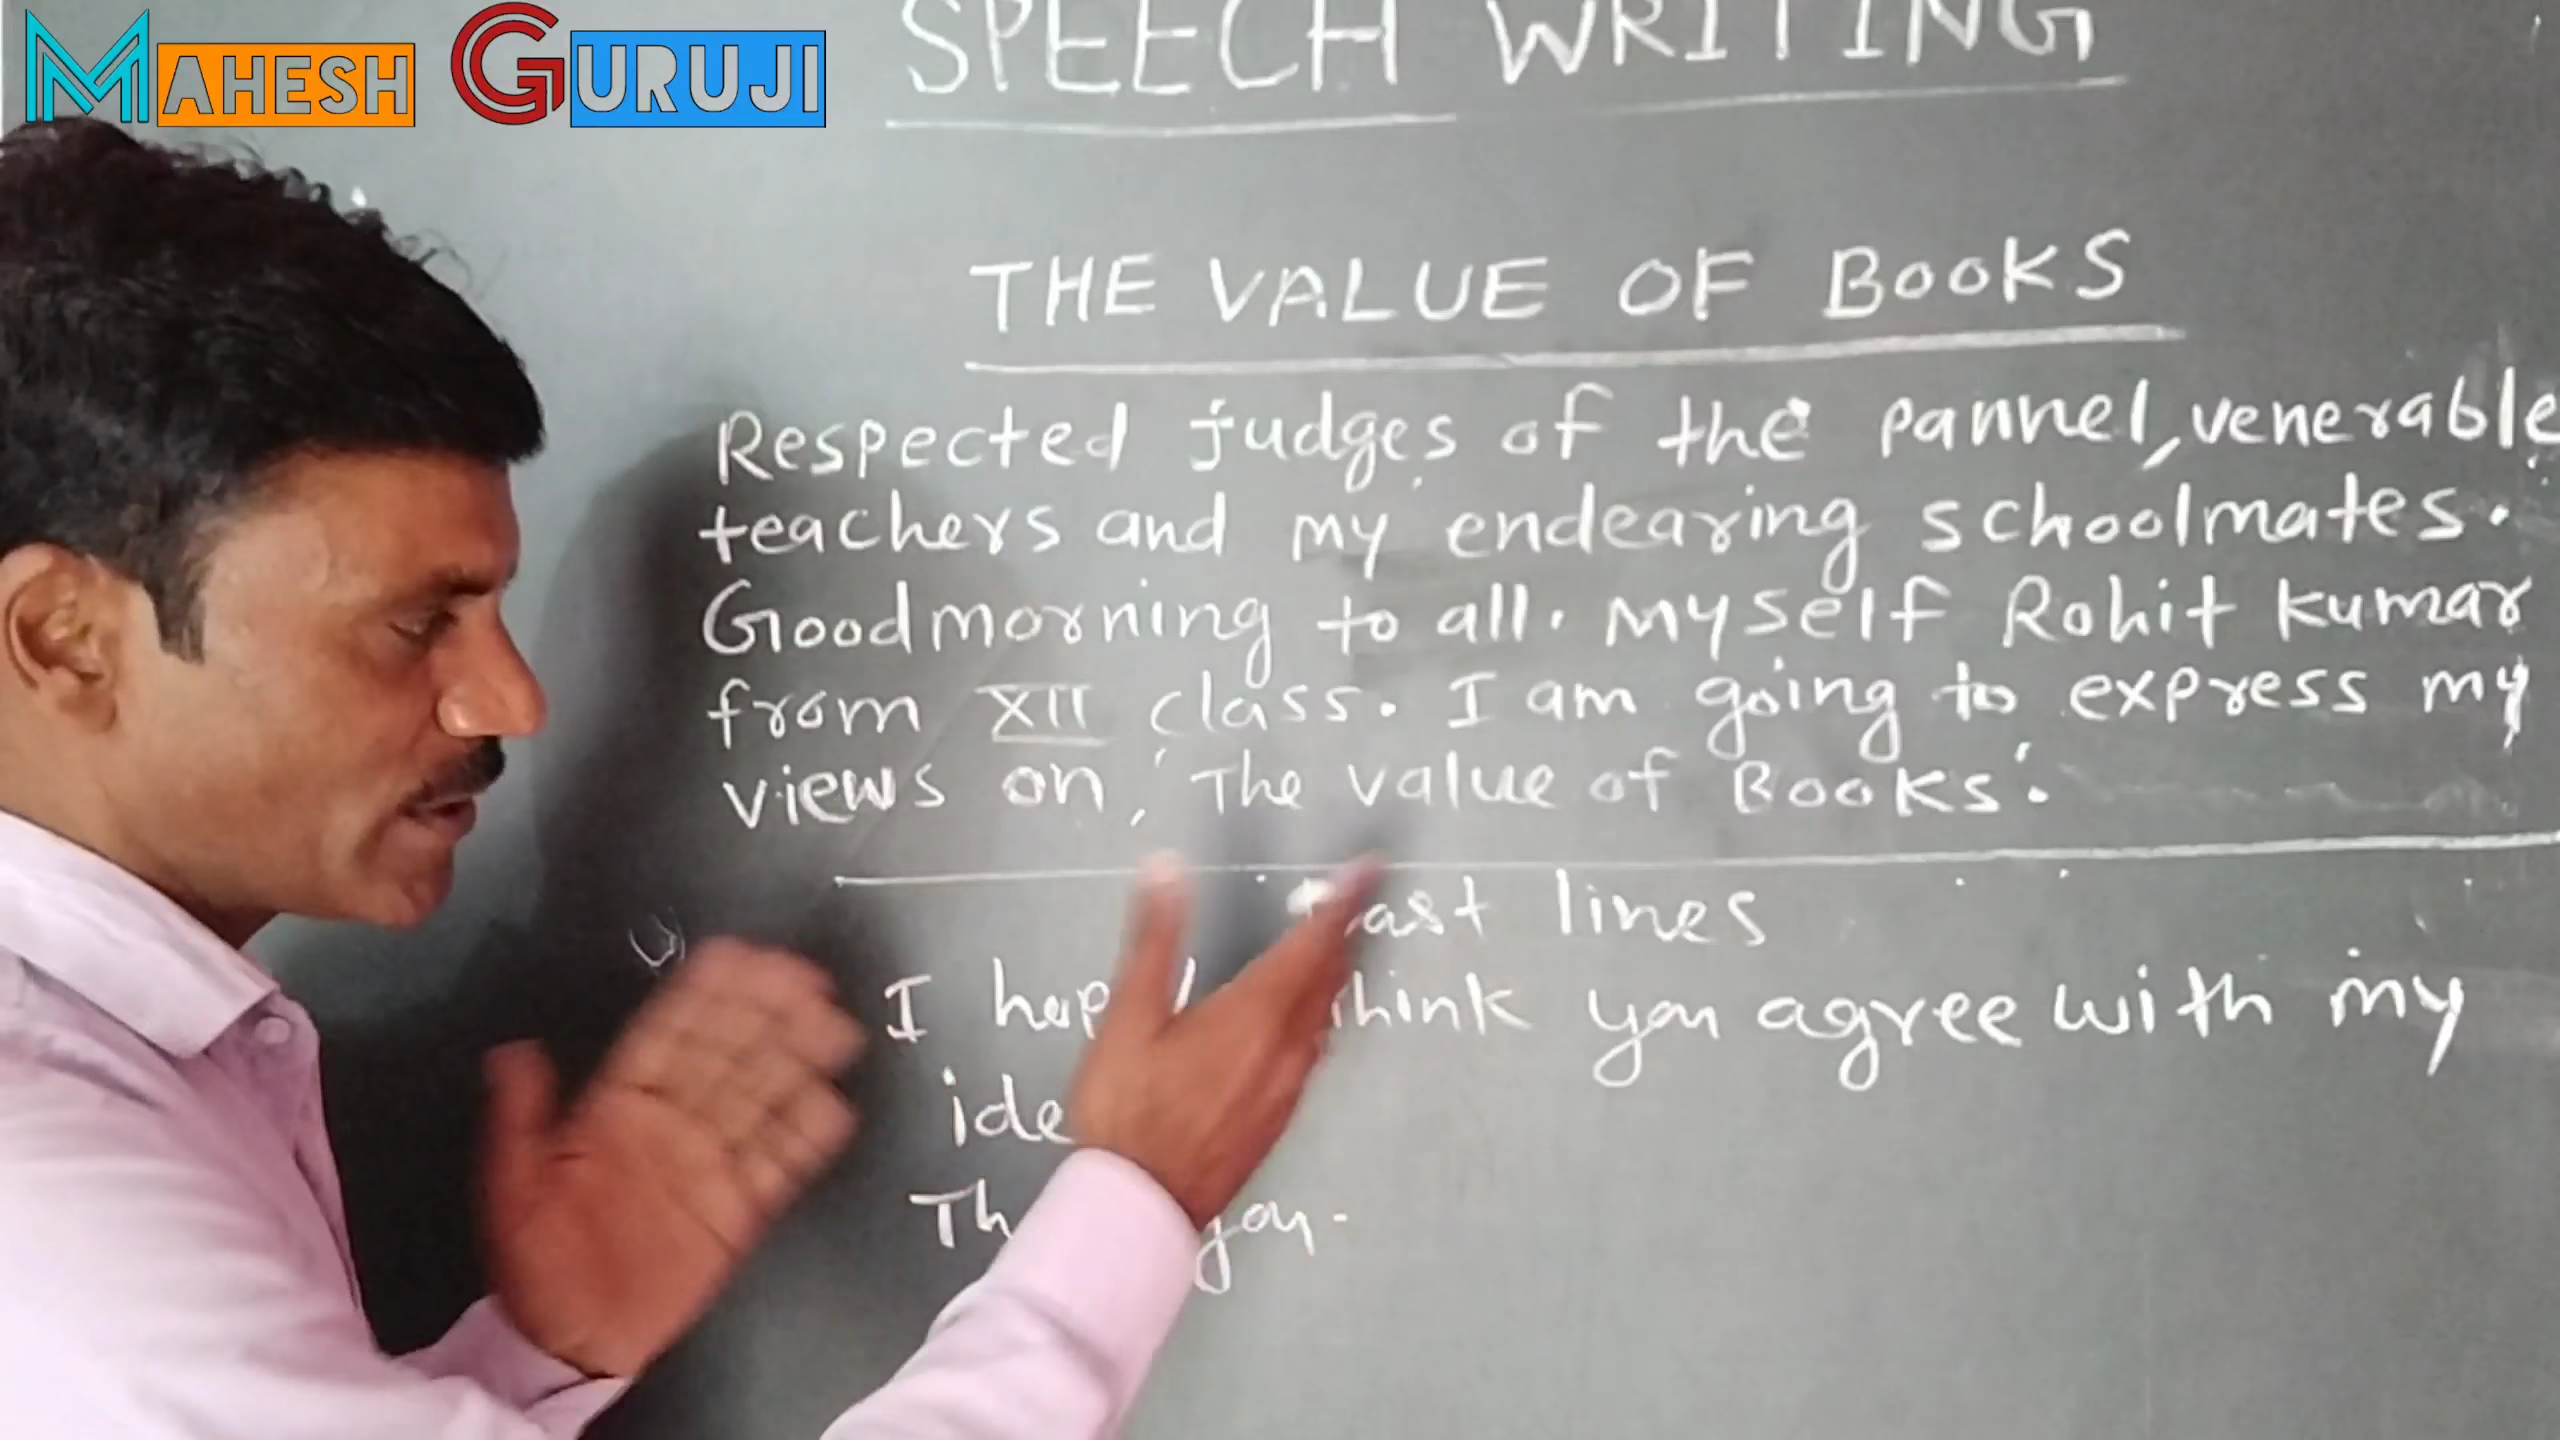 MAHESH GURUJI
SPEECH WRITING
THE VALUE OF BOOKS
Respected judges of the pannel, venerable
teachers and my endearing schoolmates.
Goodmorning to all. Myself Rohit Kumar
from XII class. I am going to express my
views on, 'The Value of Books'.
lines
I think you agree with my
you.